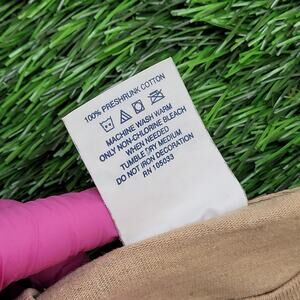 100% PRESHRUNK COTTON
MACHINE WASH WARM
ONLY NON-CHLORINE BLEACH
WHEN NEEDED
TUMBLE DRY MEDIUM
DO NOT IRON DECORATION
RN 105033